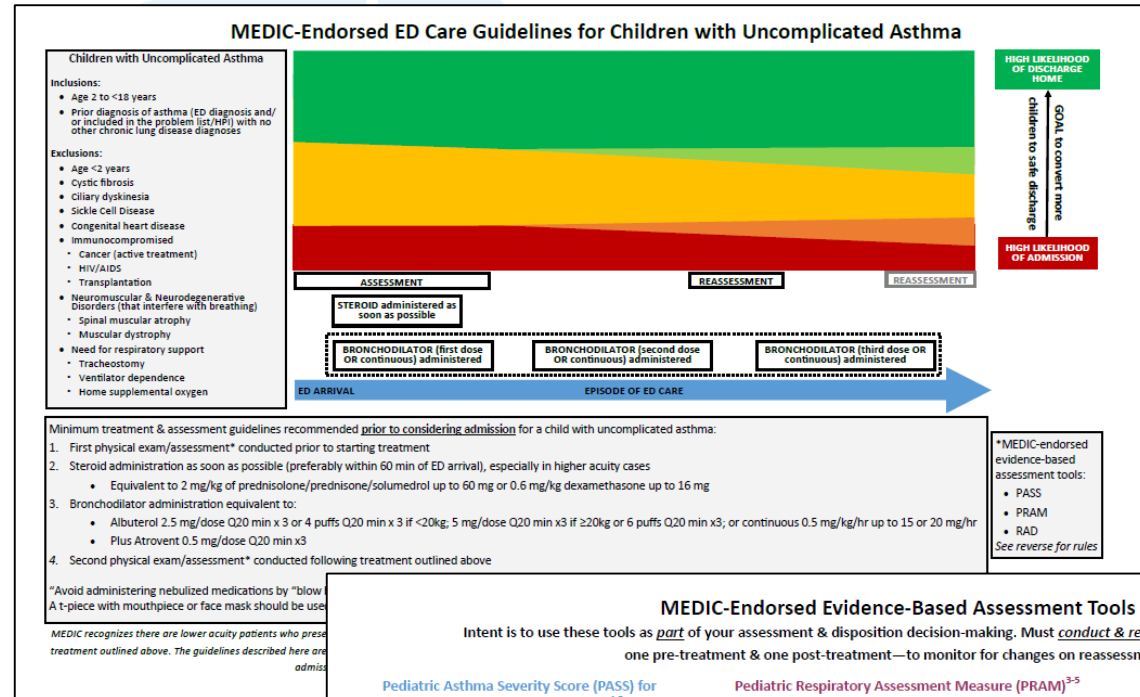 MEDIC-Endorsed ED Care Guidelines for Children with Uncomplicated Asthma
Children with Uncomplicated Asthma
Inclusions:
• Age 2 to <18 years
• Prior diagnosis of asthma (ED diagnosis and/
or included in the problem list/HPI) with no
other chronic lung disease diagnoses
Exclusions:
• Age <2 years
• Cystic fibrosis
• Ciliary dyskinesia
• Sickle Cell Disease
• Congenital heart disease
• Immunocompromised
• Cancer (active treatment)
• HIV/AIDS
• Transplantation
• Neuromuscular & Neurodegenerative
Disorders (that interfere with breathing)
• Spinal muscular atrophy
• Muscular dystrophy
• Need for respiratory support
• Tracheostomy
• Ventilator dependence
• Home supplemental oxygen
HIGH LIKELIHOOD
OF DISCHARGE
HOME
GOAL to convert more
children to safe discharge
HIGH LIKELIHOOD
OF ADMISSION
ASSESSMENT
REASSESSMENT
REASSESSMENT
STEROID administered as
soon as possible
BRONCHODILATOR (first dose
OR continuous) administered
BRONCHODILATOR (second dose
OR continuous) administered
BRONCHODILATOR (third dose OR
continuous) administered
ED ARRIVAL
EPISODE OF ED CARE
Minimum treatment & assessment guidelines recommended prior to considering admission for a child with uncomplicated asthma:
1. First physical exam/assessment* conducted prior to starting treatment
2. Steroid administration as soon as possible (preferably within 60 min of ED arrival), especially in higher acuity cases
• Equivalent to 2 mg/kg of prednisolone/prednisone/solumedrol up to 60 mg or 0.6 mg/kg dexamethasone up to 16 mg
3. Bronchodilator administration equivalent to:
• Albuterol 2.5 mg/dose Q20 min x 3 or 4 puffs Q20 min x 3 if <20kg; 5 mg/dose Q20 min x3 if ≥20kg or 6 puffs Q20 min x3; or continuous 0.5 mg/kg/hr up to 15 or 20 mg/hr
• Plus Atrovent 0.5 mg/dose Q20 min x3
4. Second physical exam/assessment* conducted following treatment outlined above
"Avoid administering nebulized medications by "blow
A t-piece with mouthpiece or face mask should be use
*MEDIC-endorsed
evidence-based
assessment tools:
• PASS
• PRAM
• RAD
See reverse for rules
MEDIC recognizes there are lower acuity patients who prese
treatment outlined above. The guidelines described here are
admis
MEDIC-Endorsed Evidence-Based Assessment Tools
Intent is to use these tools as part of your assessment & disposition decision-making. Must conduct & re
one pre-treatment & one post-treatment—to monitor for changes on reassessm
Pediatric Asthma Severity Score (PASS) for
Pediatric Respiratory Assessment Measure (PRAM)3-5